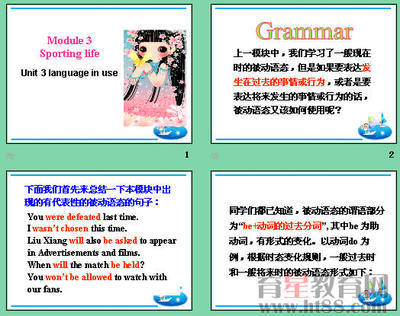 Module 3
Sporting life
Unit 3 language in use
1
Grammar
上一模块中，我们学习了一般现在
时的被动语态，但是如果要表达发
生在过去的事情或行为，或者是要
表达将来发生的事情或行为的话，
被动语态又该如何使用呢？
2
下面我们首先来总结一下本模块中出
现的有代表性的被动语态的句子：
You were defeated last time.
I wasn't chosen this time.
Liu Xiang will also be asked to appear
in Advertisements and films.
When will the match be held?
You won't be allowed to watch with
our fans.
同学们都已知道，被动语态的谓语部分
为“be+动词的过去分词”,其中be 为助
动词，有形式的变化。以动词do 为
例，根据时态变化规则，一般过去时
和一般将来时的被动语态形式如下：
育星教育网
www.ht88.com